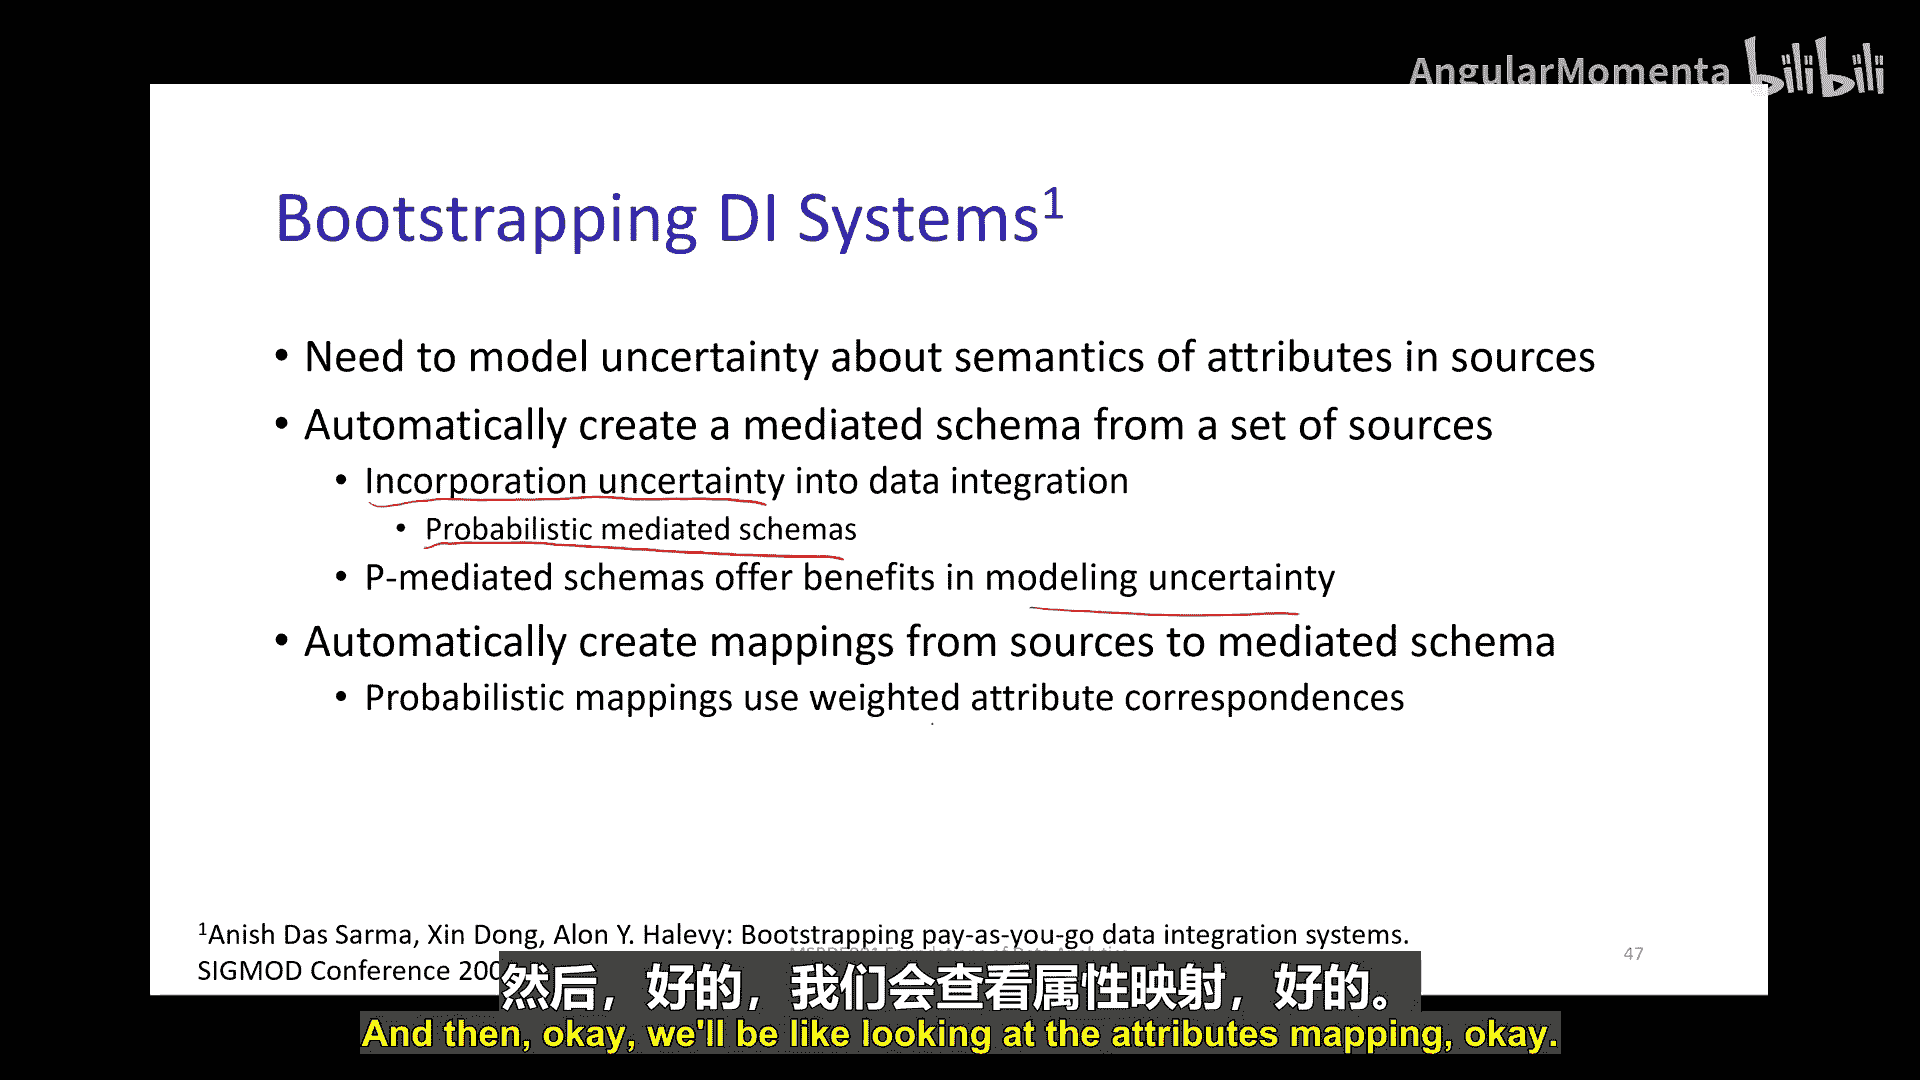 AngularMomenta bilibili
Bootstrapping DI Systems¹
• Need to model uncertainty about semantics of attributes in sources
• Automatically create a mediated schema from a set of sources
• Incorporation uncertainty into data integration
• Probabilistic mediated schemas
• P-mediated schemas offer benefits in modeling uncertainty
• Automatically create mappings from sources to mediated schema
• Probabilistic mappings use weighted attribute correspondences
¹Anish Das Sarma, Xin Dong, Alon Y. Halevy: Bootstrapping pay-as-you-go data integration systems.
47
SIGMOD Conference 200
然后，好的，我们会查看属性映射，好的。
And then, okay, we'll be like looking at the attributes mapping, okay.